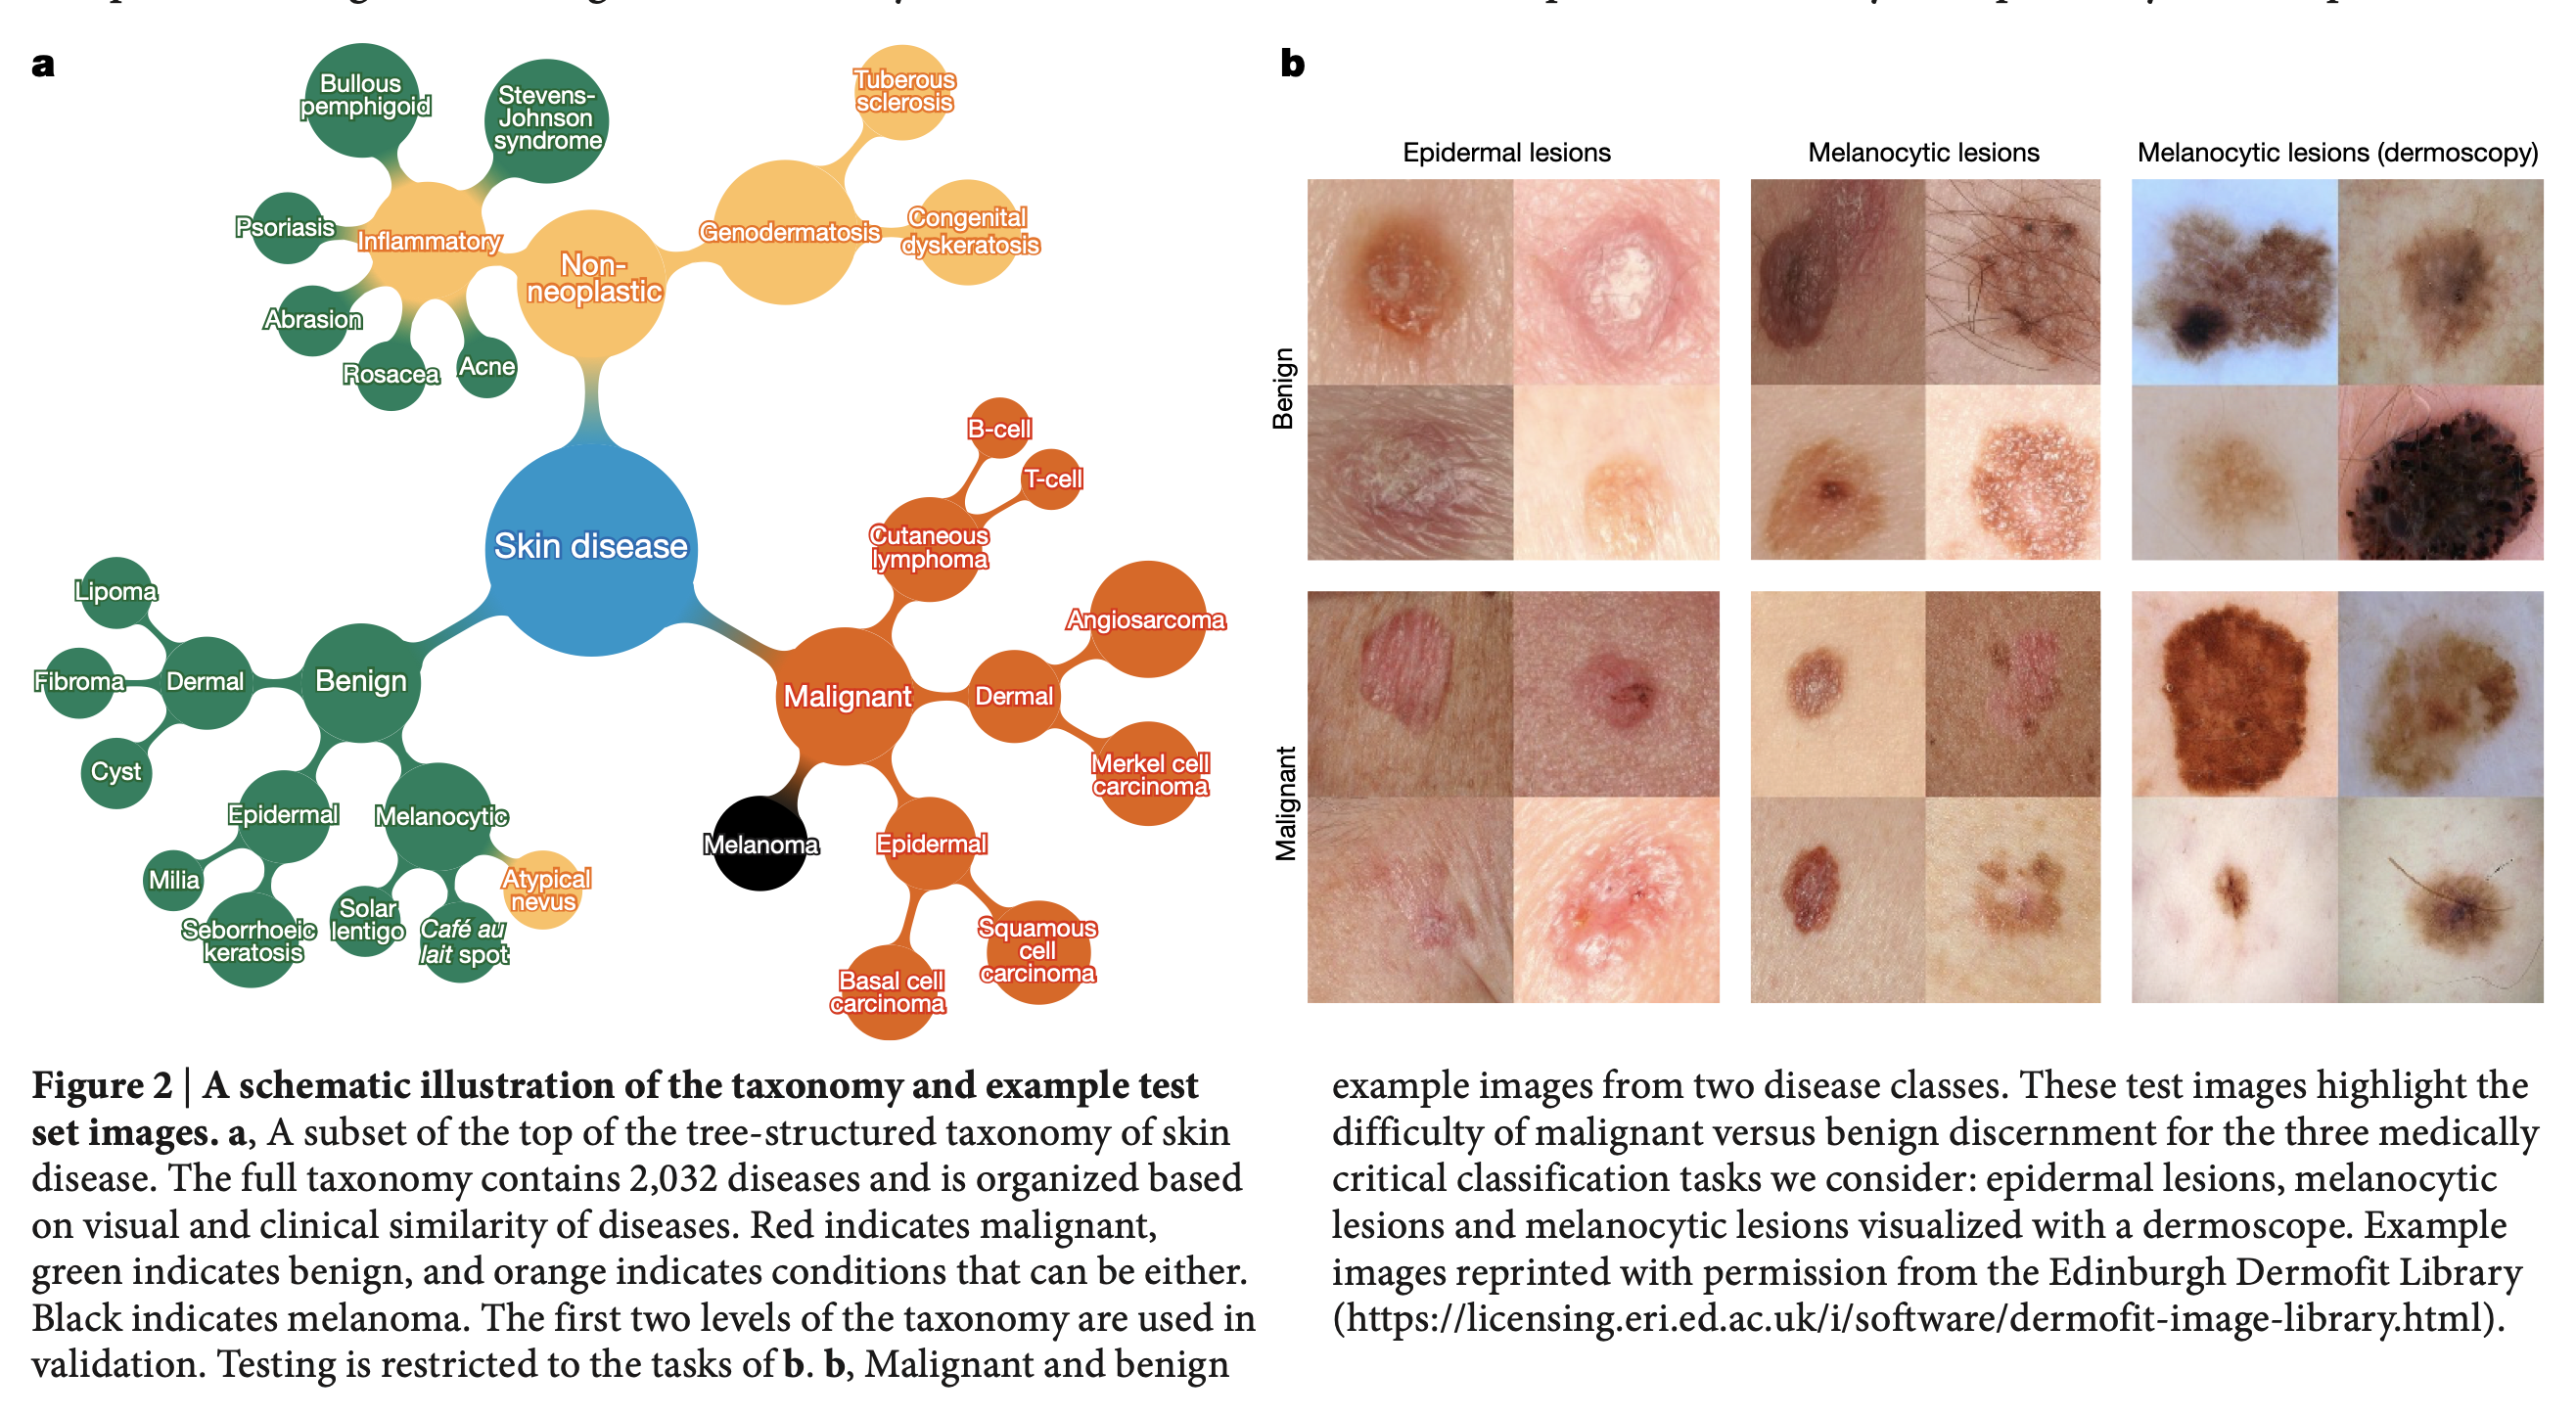 a
Bullous
pemphigoid
Stevens-
Johnson
syndrome
Tuberous
sclerosis
Psoriasis
Inflammatory
Non-
neoplastic
Genodermatosis
Congenital
dyskeratosis
Abrasion
Rosacea
Acne
B-cell
T-cell
Cutaneous
lymphoma
Skin disease
Lipoma
Fibroma
Dermal
Benign
Cyst
Malignant
Dermal
Angiosarcoma
Merkel cell
carcinoma
Epidermal
Melanocytic
Melanoma
Epidermal
Milia
Seborrhoeic
keratosis
Solar
lentigo
Café au
lait spot
Atypical
nevus
Basal cell
carcinoma
Squamous
cell
carcinoma
b
Epidermal lesions
Melanocytic lesions
Melanocytic lesions (dermoscopy)
Benign
Malignant
Figure 2 | A schematic illustration of the taxonomy and example test
set images. a, A subset of the top of the tree-structured taxonomy of skin
disease. The full taxonomy contains 2,032 diseases and is organized based
on visual and clinical similarity of diseases. Red indicates malignant,
green indicates benign, and orange indicates conditions that can be either.
Black indicates melanoma. The first two levels of the taxonomy are used in
validation. Testing is restricted to the tasks of b. b, Malignant and benign
example images from two disease classes. These test images highlight the
difficulty of malignant versus benign discernment for the three medically
critical classification tasks we consider: epidermal lesions, melanocytic
lesions and melanocytic lesions visualized with a dermoscope. Example
images reprinted with permission from the Edinburgh Dermofit Library
(https://licensing.eri.ed.ac.uk/i/software/dermofit-image-library.html).